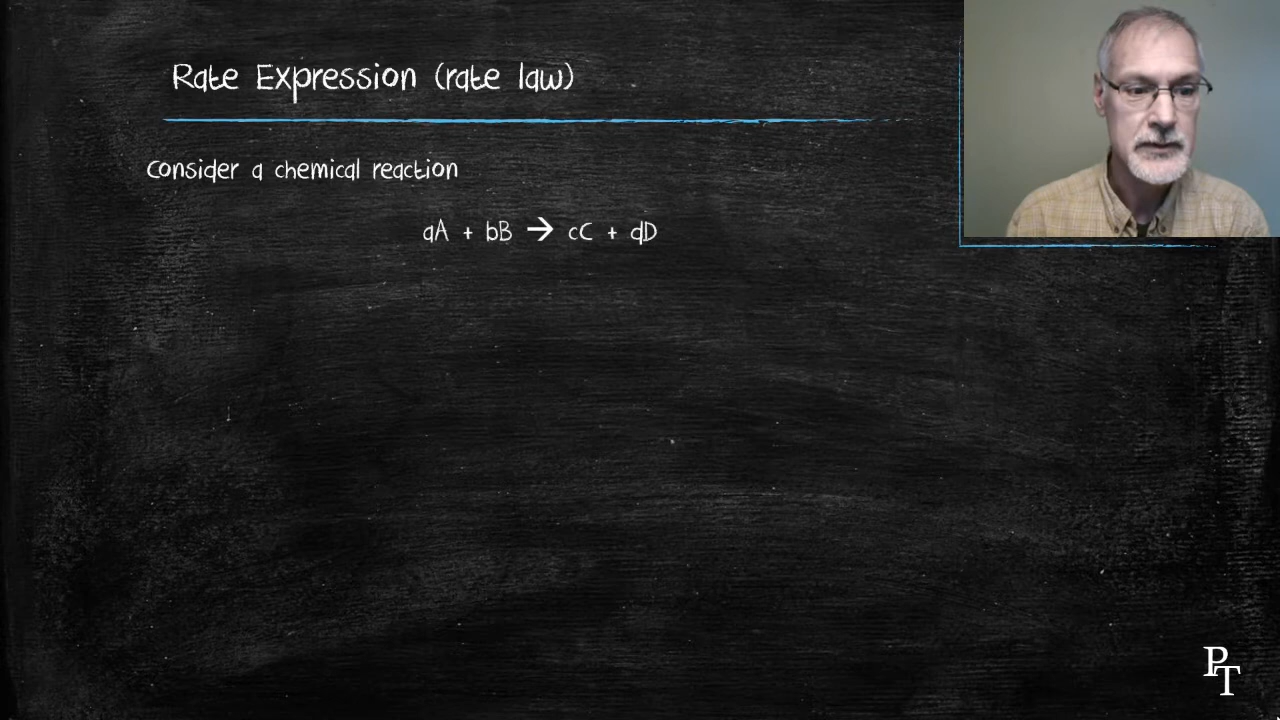 Rate Expression (rate law)
Consider a chemical reaction
aA + bB → cC + dD
PT